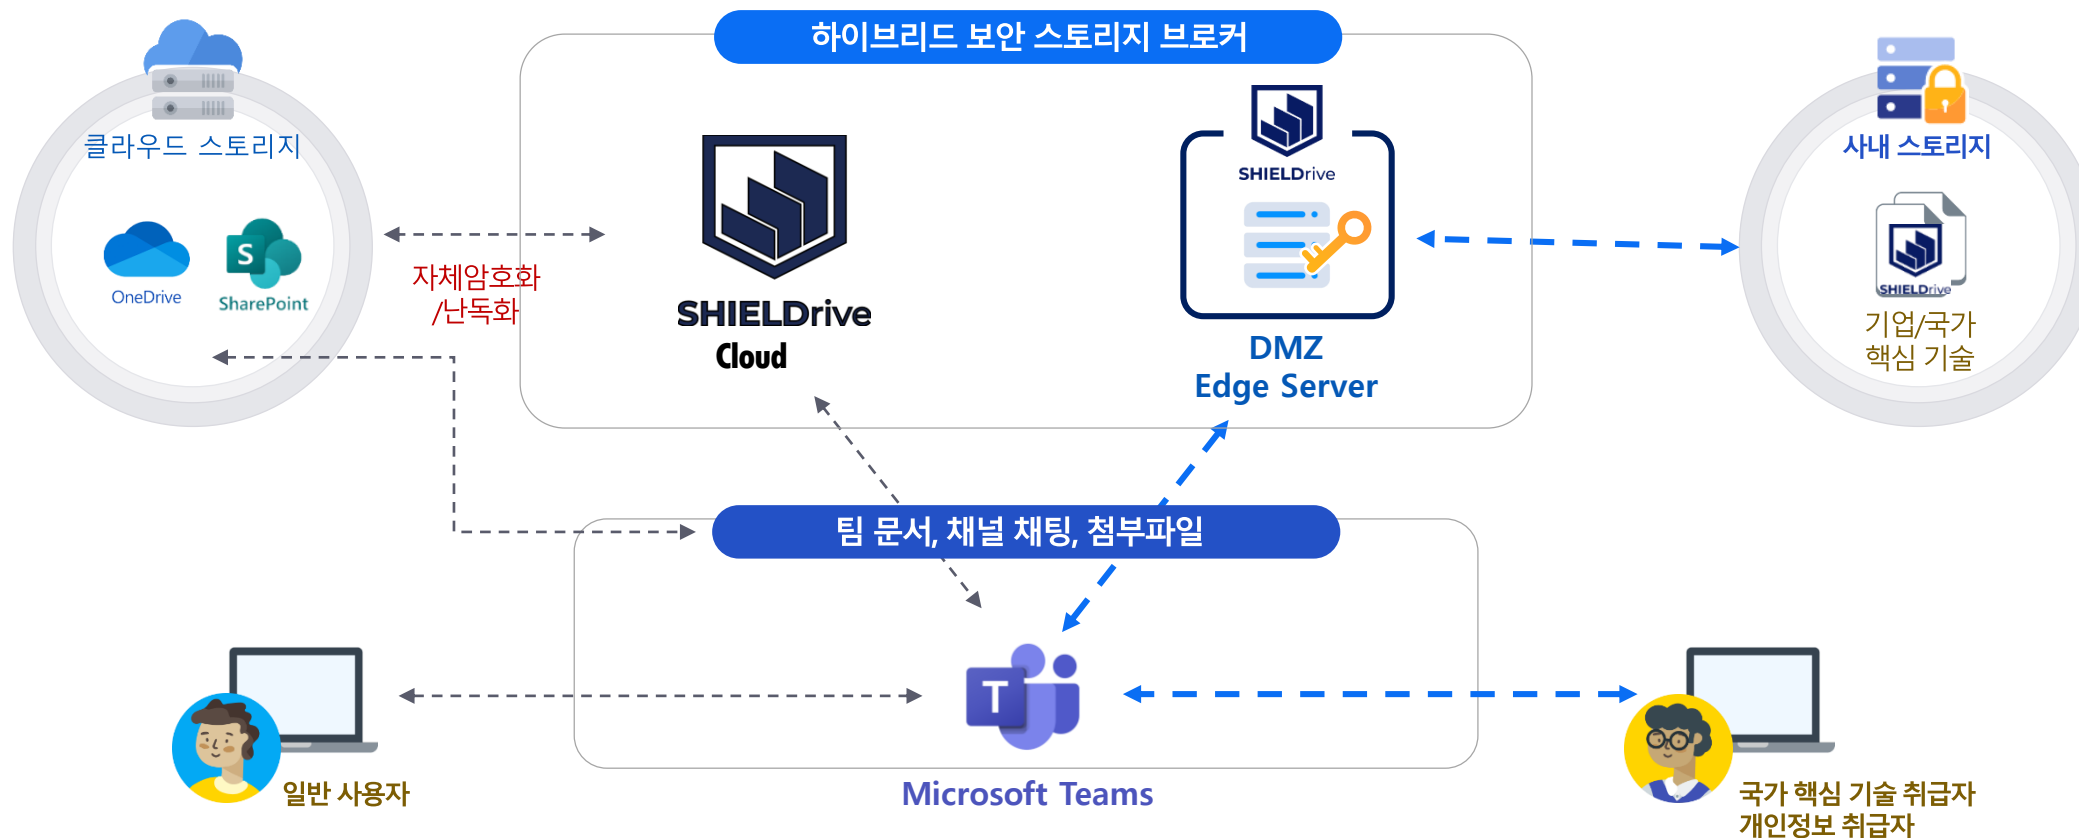 하이브리드 보안 스토리지 브로커
클라우드 스토리지
OneDrive
S
SharePoint
자체암호화
/난독화
SHIELDrive
Cloud
SHIELDrive
DMZ
Edge Server
사내 스토리지
SHIELDrive
기업/국가
핵심 기술
팀 문서, 채널 채팅, 첨부파일
T
Microsoft Teams
일반 사용자
국가 핵심 기술 취급자
개인정보 취급자